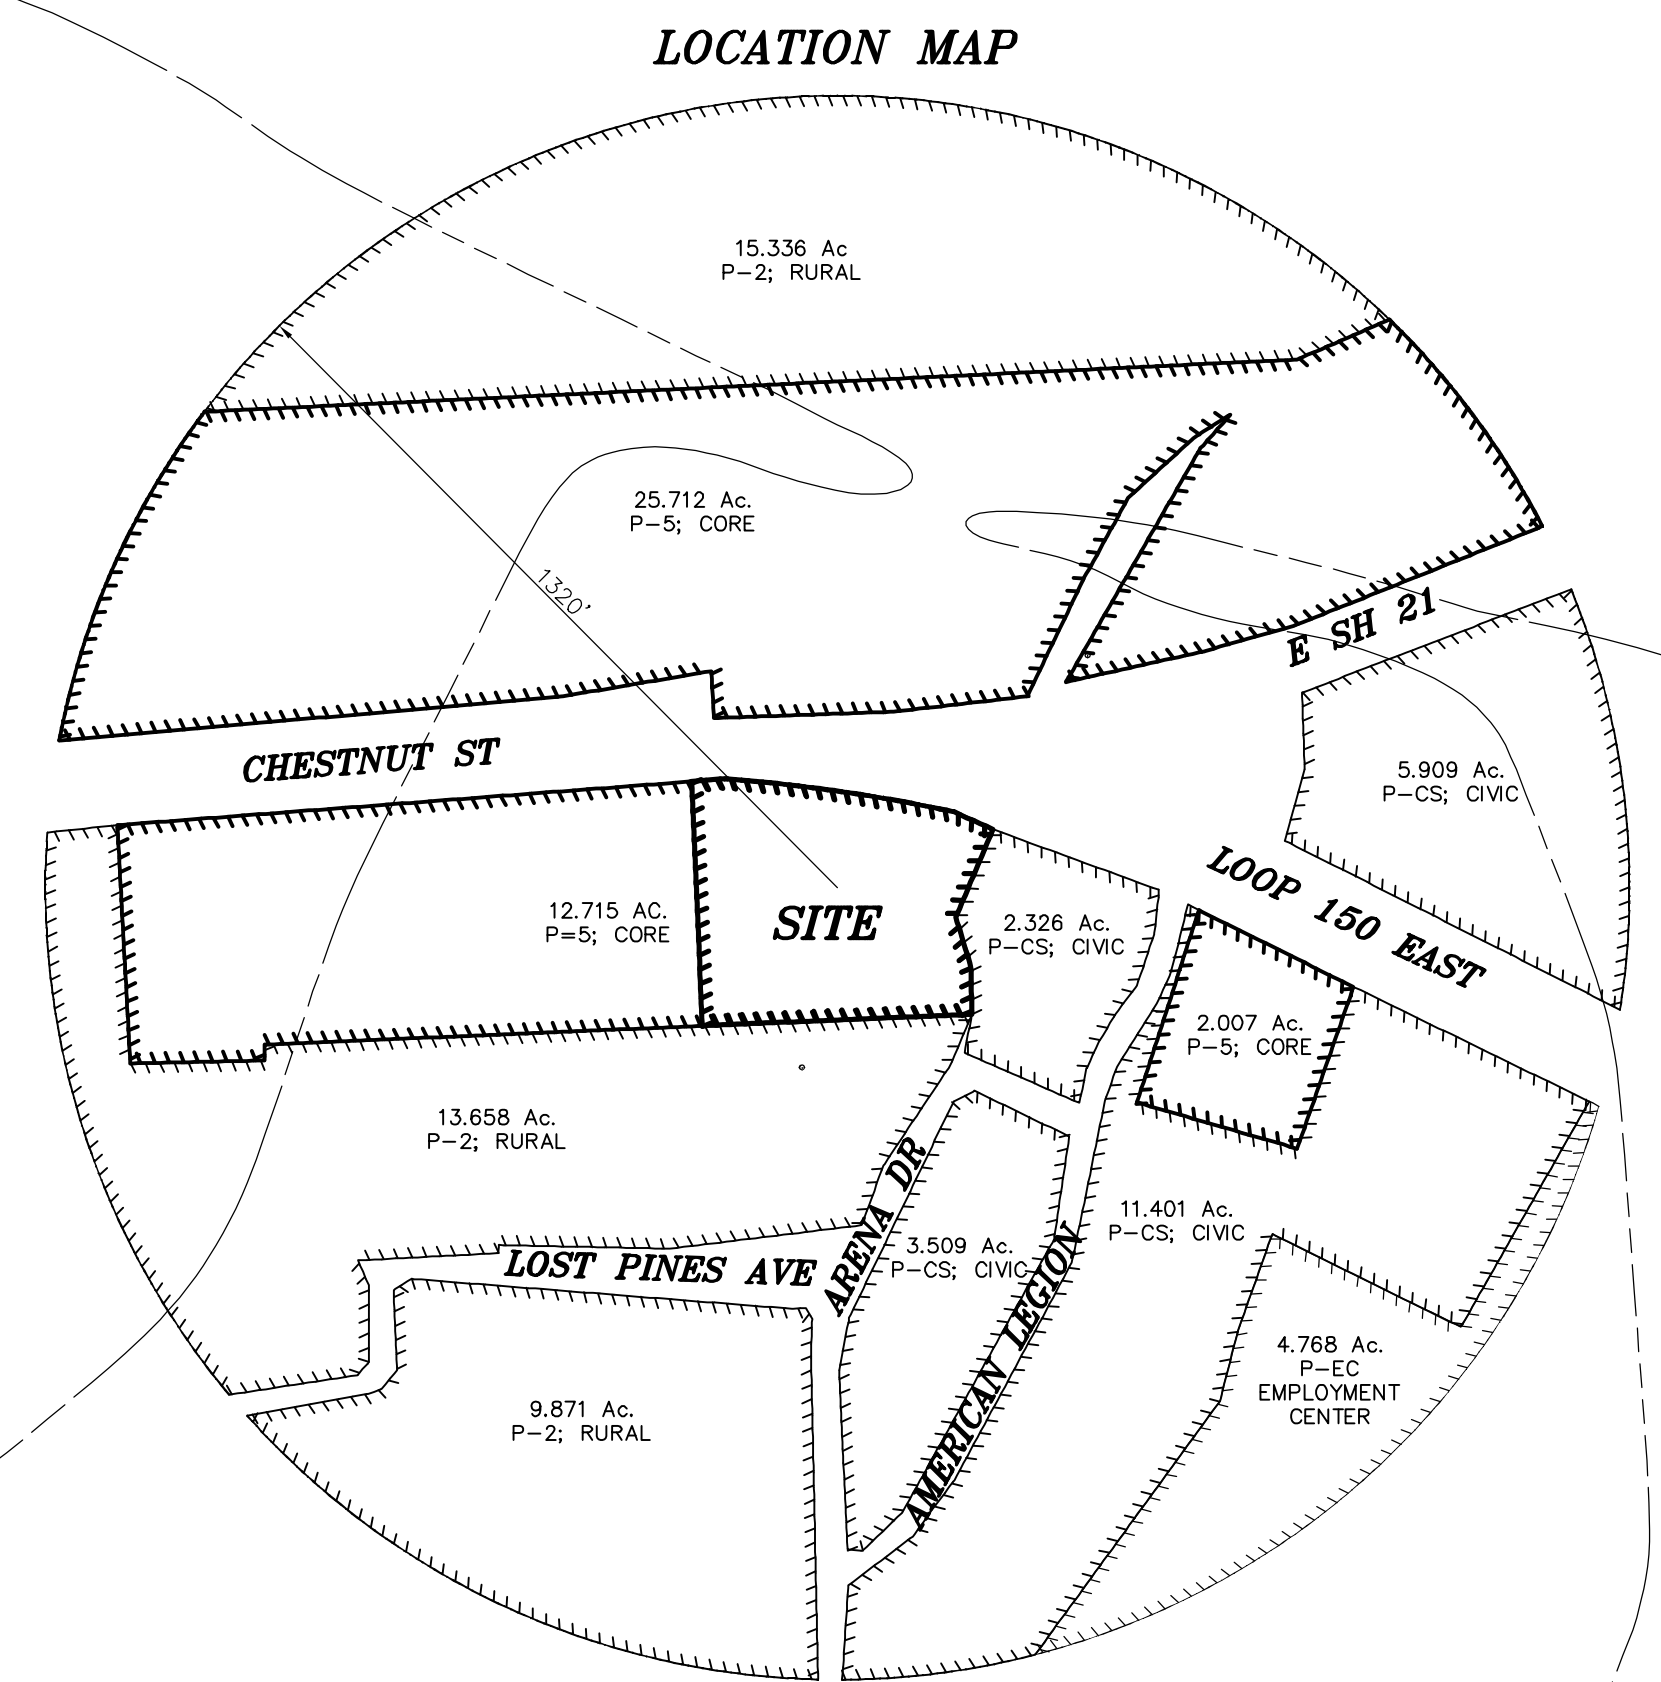 LOCATION MAP
15.336 Ac
P-2; RURAL
25.712 Ac.
P-5; CORE
1320'
E SH 21
CHESTNUT ST
5.909 Ac.
P-CS; CIVIC
LOOP 150 EAST
12.715 AC.
P=5; CORE
SITE
2.326 Ac.
P-CS; CIVIC
2.007 Ac.
P-5; CORE
13.658 Ac.
P-2; RURAL
ARENA DR
11.401 Ac.
P-CS; CIVIC
LOST PINES AVE
3.509 Ac.
P-CS; CIVIC
AMERICAN LEGION
4.768 Ac.
P-EC
EMPLOYMENT
CENTER
9.871 Ac.
P-2; RURAL